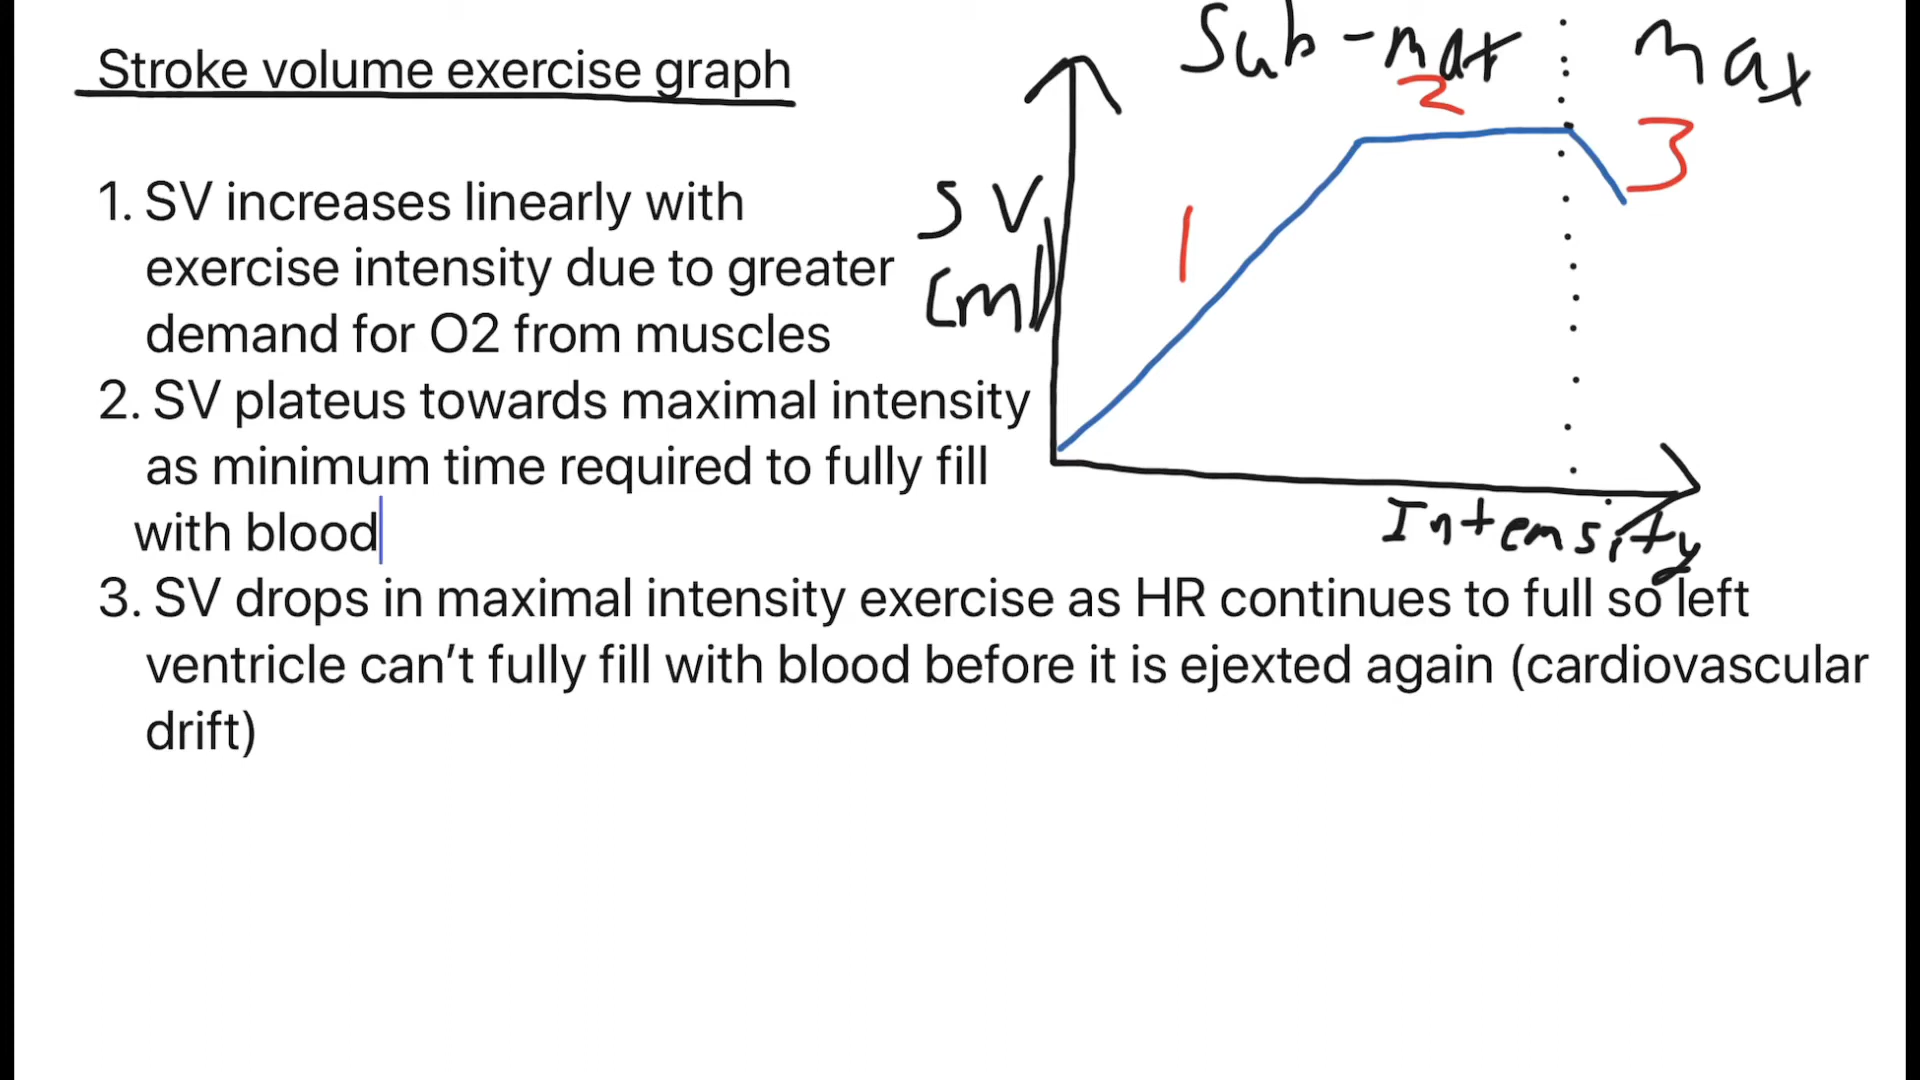 Stroke volume exercise graph
1. SV increases linearly with
exercise intensity due to greater
demand for O2 from muscles
2. SV plateus towards maximal intensity
as minimum time required to fully fill
with blood
3. SV drops in maximal intensity exercise as HR continues to full so left
ventricle can’t fully fill with blood before it is ejexted again (cardiovascular
drift)
Sub-max
max
2
3
SV
(ml)
1
Intensity